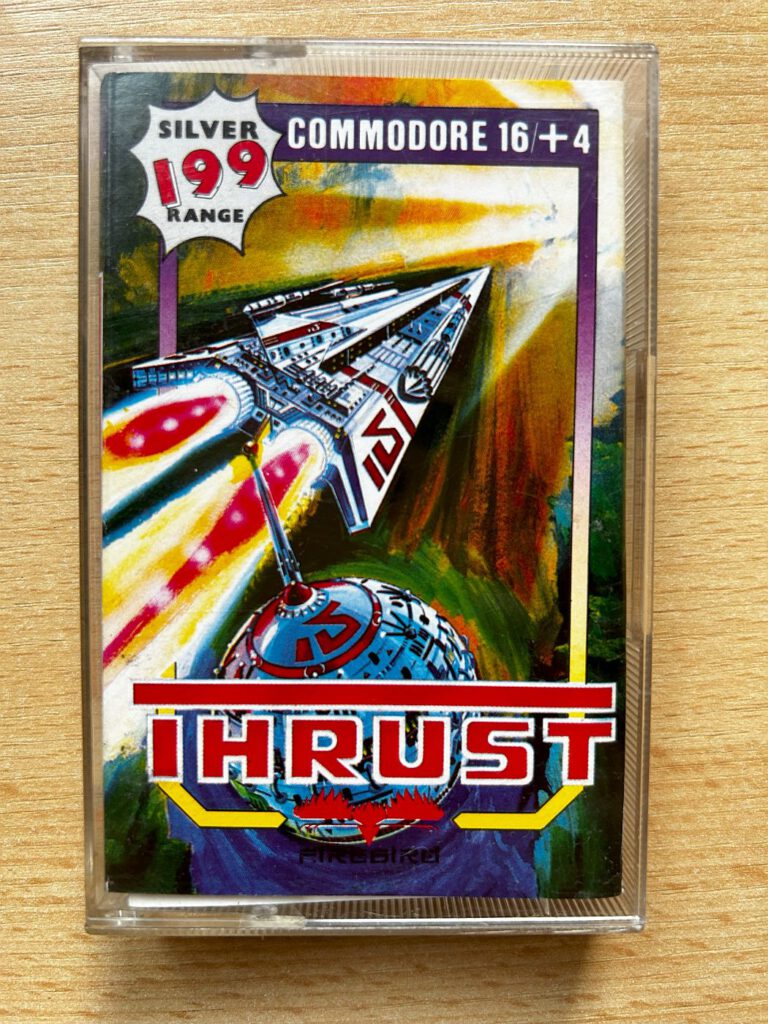 SILVER
199
RANGE
COMMODORE 16/+4
THRUST
FIREBIRD